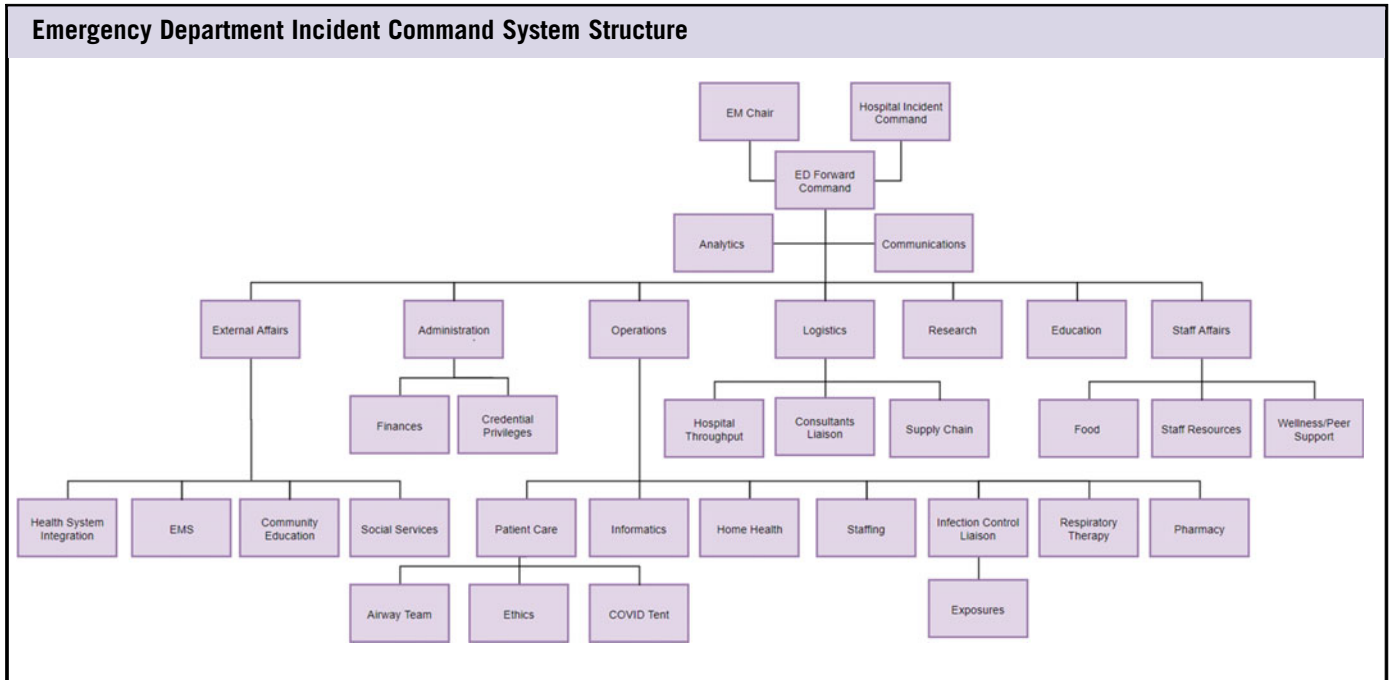 Emergency Department Incident Command System Structure
EM Chair
Hospital Incident
Command
ED Forward
Command
Analytics
Communications
External Affairs
Administration
Operations
Logistics
Research
Education
Staff Affairs
Finances
Credential
Privileges
Hospital
Throughput
Consultants
Liaison
Supply Chain
Food
Staff Resources
Wellness/Peer
Support
Health System
Integration
EMS
Community
Education
Social Services
Patient Care
Informatics
Home Health
Staffing
Infection Control
Liaison
Respiratory
Therapy
Pharmacy
Airway Team
Ethics
COVID Tent
Exposures